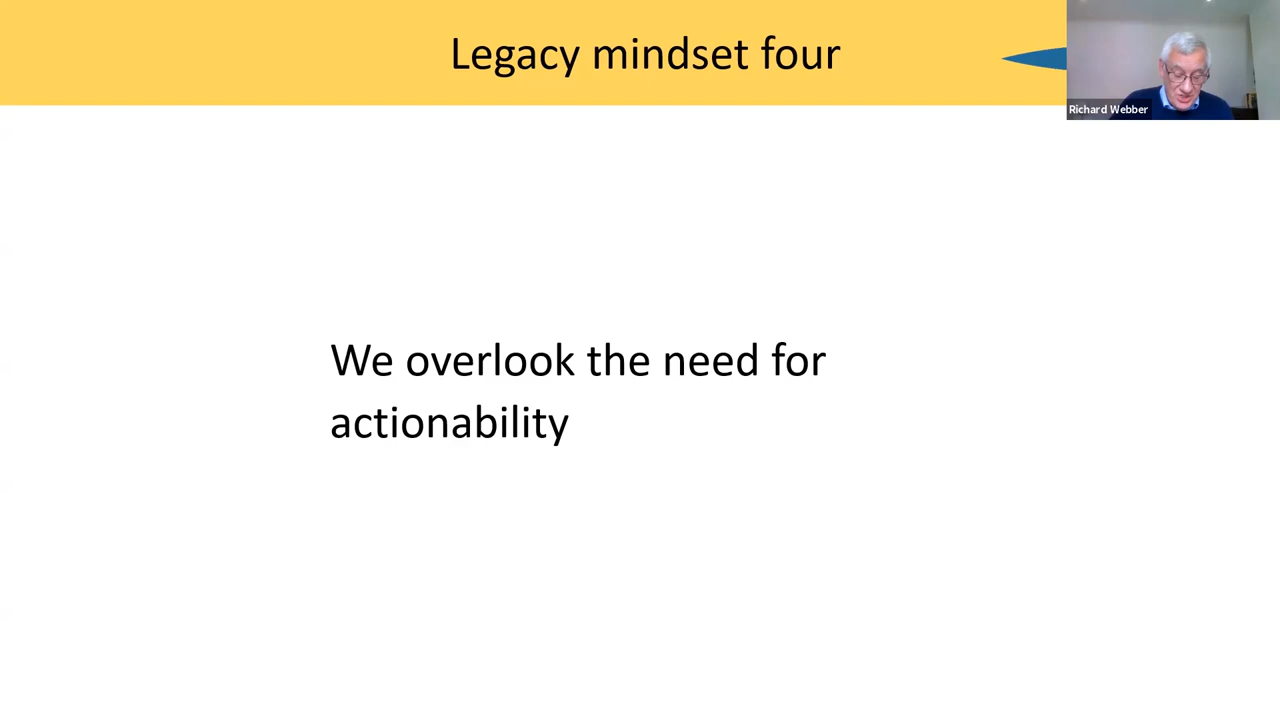 Legacy mindset four
Richard Webber
We overlook the need for
actionability